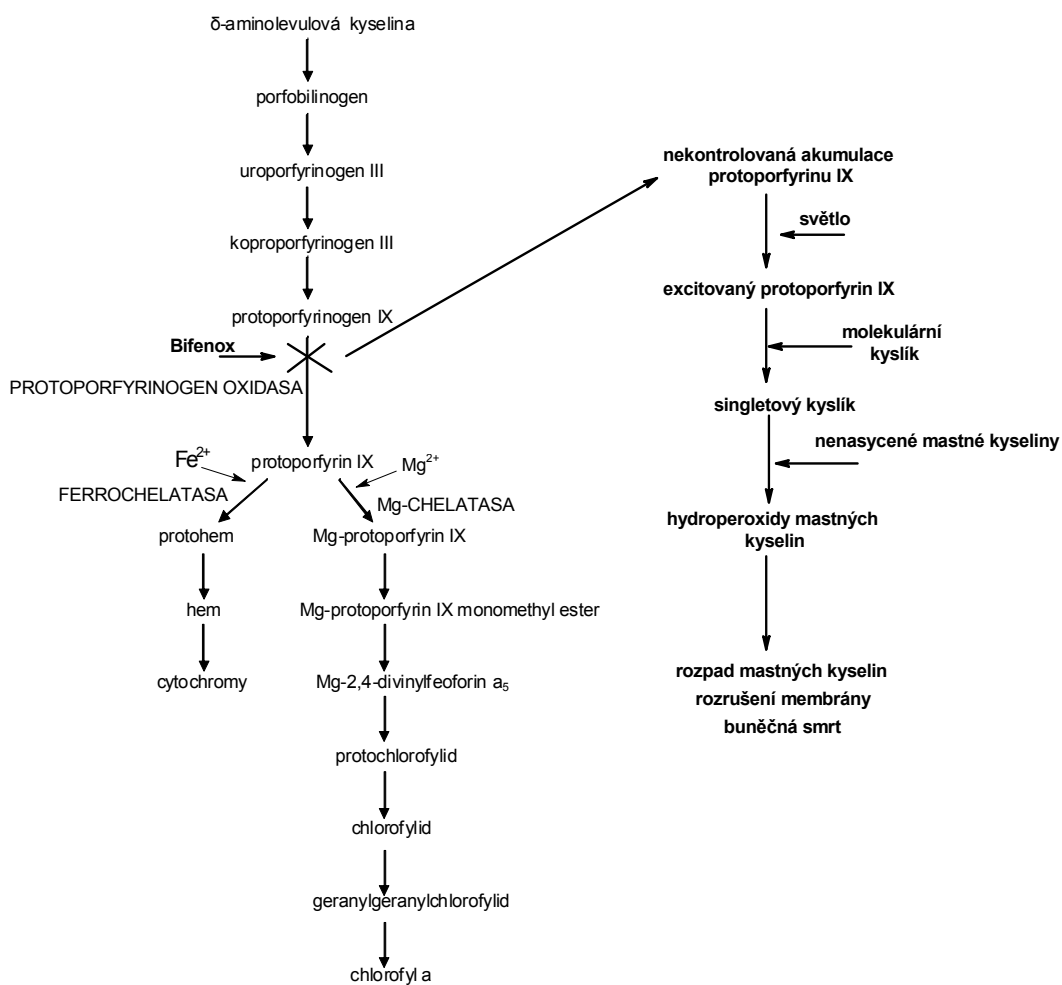 δ-aminolevulová kyselina
porfobilinogen
uroporfyrinogen III
koproporfyrinogen III
protoporfyrinogen IX
Bifenox
PROTOPORFYRINOGEN OXIDASA
Fe2+
protoporfyrin IX
Mg2+
FERROCHELATASA
Mg-CHELATASA
protohem
Mg-protoporfyrin IX
hem
Mg-protoporfyrin IX monomethyl ester
cytochromy
Mg-2,4-divinylfeoforin a5
protochlorofylid
chlorofylid
geranylgeranylchlorofylid
chlorofyl a
nekontrolovaná akumulace
protoporfyrinu IX
světlo
excitovaný protoporfyrin IX
molekulární
kyslík
singletový kyslík
nenasycené mastné kyseliny
hydroperoxidy mastných
kyselin
rozpad mastných kyselin
rozrušení membrány
buněčná smrt